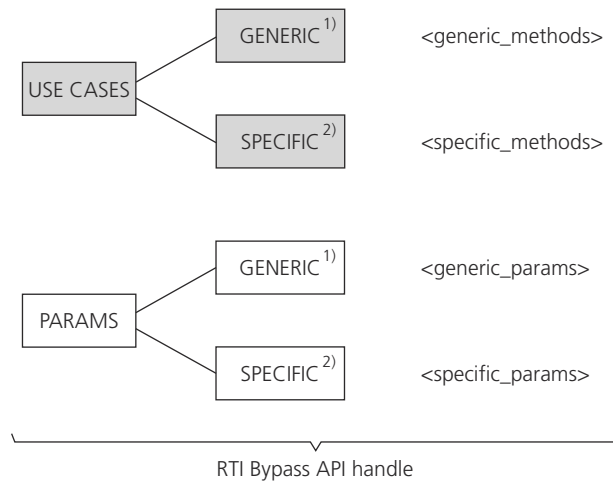 GENERIC 1) <generic_methods>
USE CASES
SPECIFIC 2) <specific_methods>
GENERIC 1) <generic_params>
PARAMS
SPECIFIC 2) <specific_params>
RTI Bypass API handle